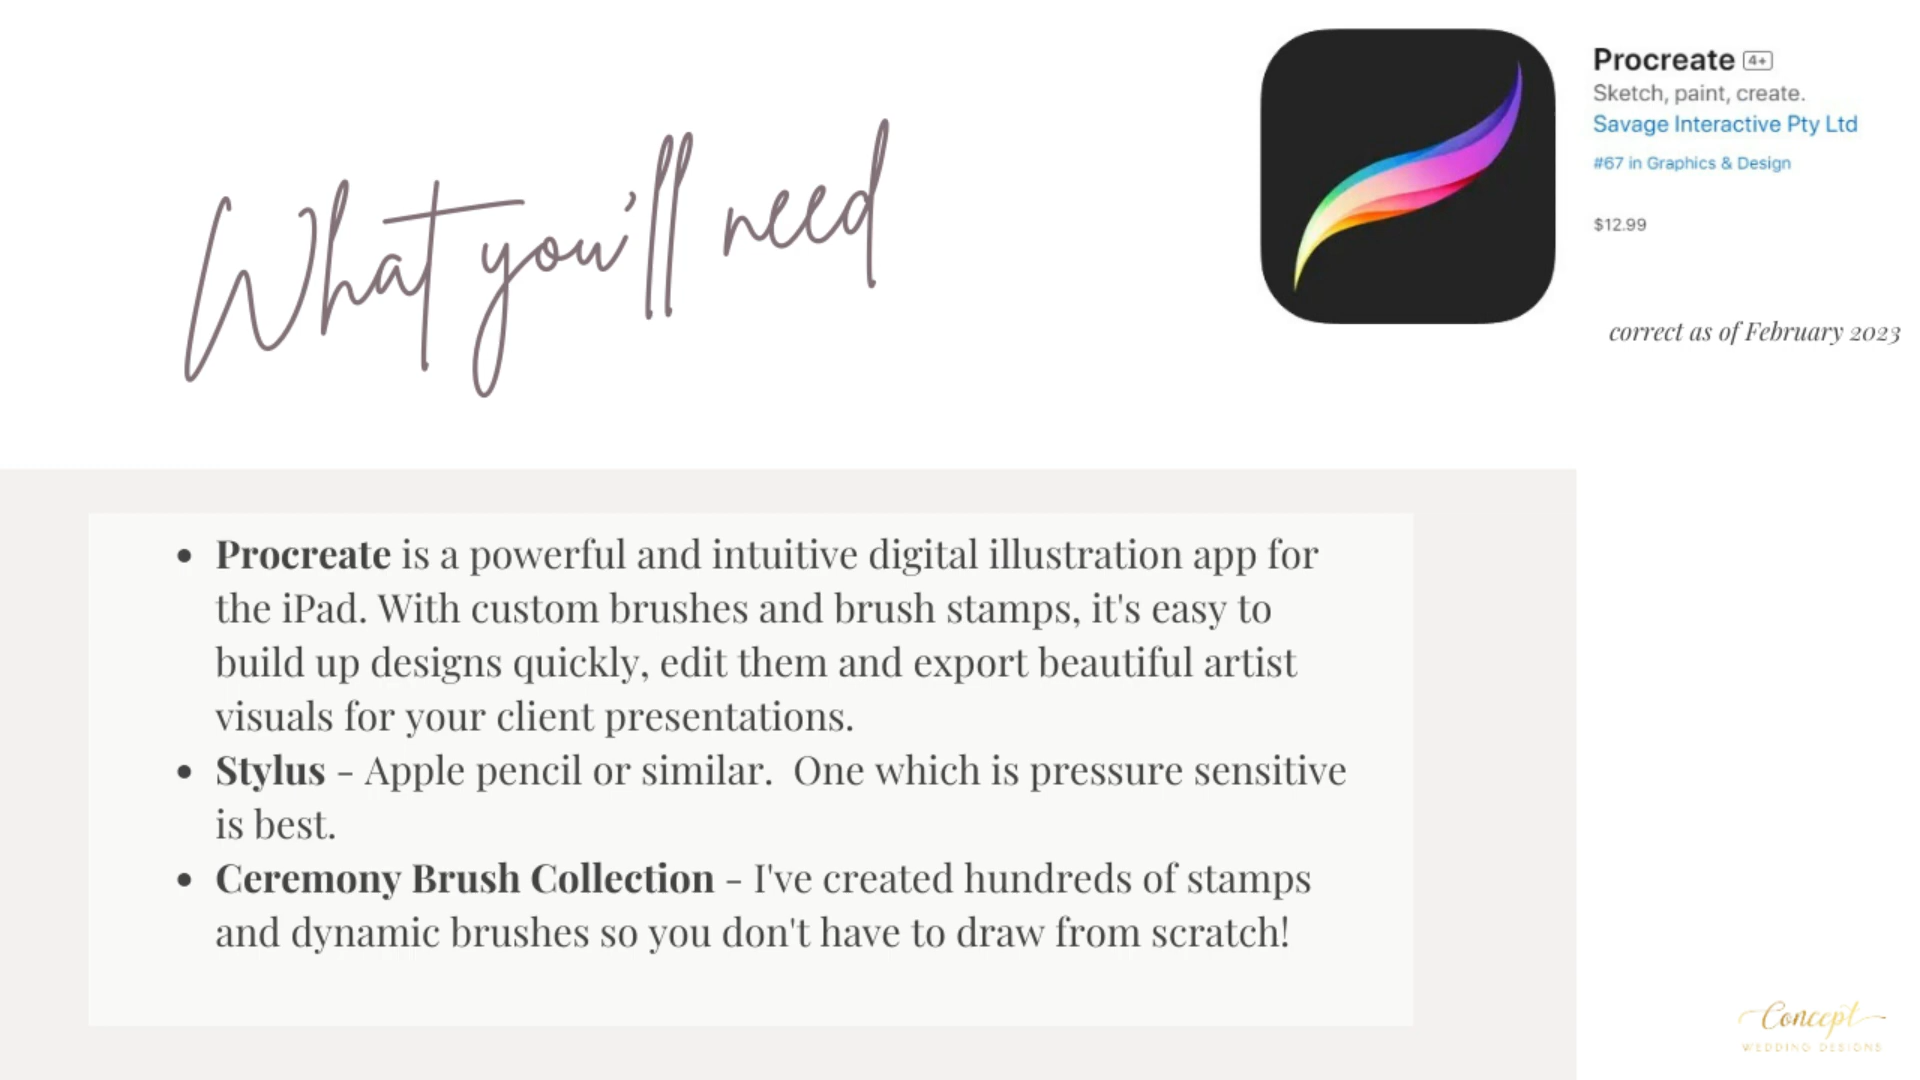 What you'll need
Procreate 4+
Sketch, paint, create.
Savage Interactive Pty Ltd
#67 in Graphics & Design
$12.99
correct as of February 2023
• Procreate is a powerful and intuitive digital illustration app for
the iPad. With custom brushes and brush stamps, it's easy to
build up designs quickly, edit them and export beautiful artist
visuals for your client presentations.
• Stylus - Apple pencil or similar.  One which is pressure sensitive
is best.
• Ceremony Brush Collection - I've created hundreds of stamps
and dynamic brushes so you don't have to draw from scratch!
Concept
WEDDING DESIGNS